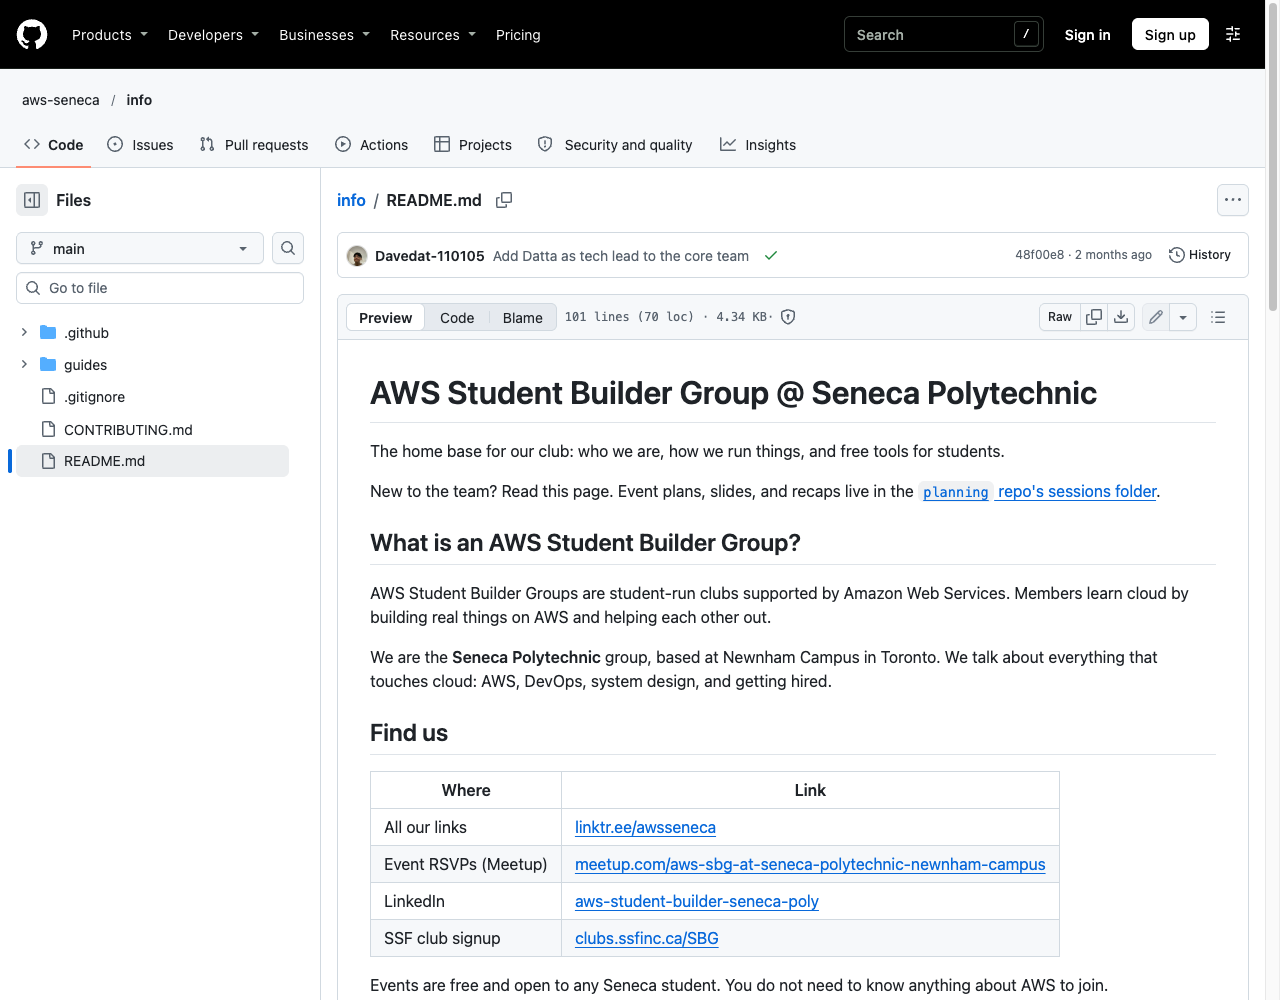 Products
Developers
Businesses
Resources
Pricing
Search
/
Sign in
Sign up
aws-seneca / info
Code
Issues
Pull requests
Actions
Projects
Security and quality
Insights
Files
main
Go to file
.github
guides
.gitignore
CONTRIBUTING.md
README.md
info / README.md
Davedat-110105 Add Datta as tech lead to the core team
48f00e8 · 2 months ago
History
Preview
Code
Blame
101 lines (70 loc) · 4.34 KB ·
Raw
AWS Student Builder Group @ Seneca Polytechnic
The home base for our club: who we are, how we run things, and free tools for students.
New to the team? Read this page. Event plans, slides, and recaps live in the planning repo's sessions folder.
What is an AWS Student Builder Group?
AWS Student Builder Groups are student-run clubs supported by Amazon Web Services. Members learn cloud by
building real things on AWS and helping each other out.
We are the Seneca Polytechnic group, based at Newnham Campus in Toronto. We talk about everything that
touches cloud: AWS, DevOps, system design, and getting hired.
Find us
Where Link
All our links linktr.ee/awsseneca
Event RSVPs (Meetup) meetup.com/aws-sbg-at-seneca-polytechnic-newnham-campus
LinkedIn aws-student-builder-seneca-poly
SSF club signup clubs.ssfinc.ca/SBG
Events are free and open to any Seneca student. You do not need to know anything about AWS to join.